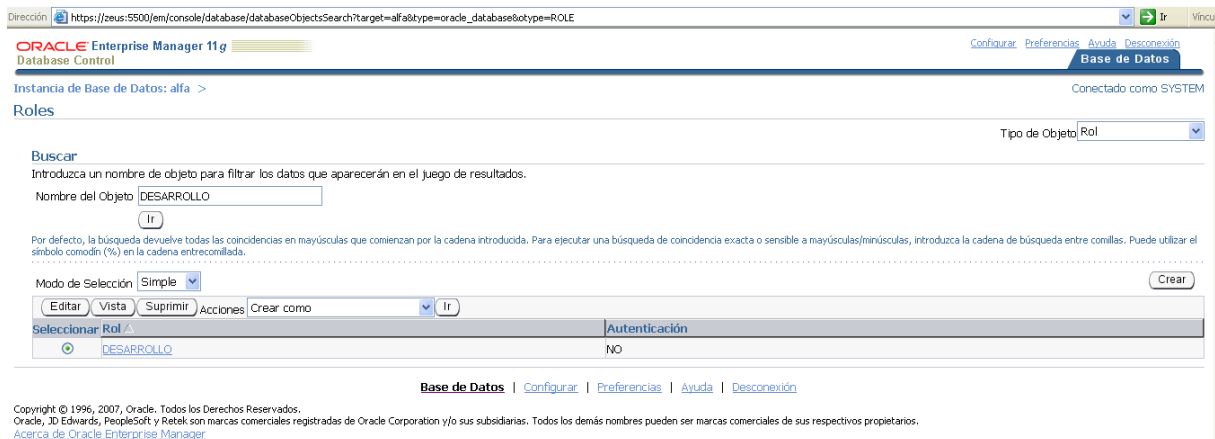 Dirección https://zeus:5500/em/console/database/databaseObjectsSearch?target=alfa&type=oracle_database&otype=ROLE Ir Víncu
ORACLE Enterprise Manager 11g
Database Control
Configurar Preferencias Ayuda Desconexión
Base de Datos
Instancia de Base de Datos: alfa >
Conectado como SYSTEM
Roles
Tipo de Objeto Rol
Buscar
Introduzca un nombre de objeto para filtrar los datos que aparecerán en el juego de resultados.
Nombre del Objeto DESARROLLO
Ir
Por defecto, la búsqueda devuelve todas las coincidencias en mayúsculas que comienzan por la cadena introducida. Para ejecutar una búsqueda de coincidencia exacta o sensible a mayúsculas/minúsculas, introduzca la cadena de búsqueda entre comillas. Puede utilizar el
símbolo comodín (%) en la cadena entrecomillada.
Modo de Selección Simple
Crear
Editar Vista Suprimir Acciones Crear como Ir
Seleccionar Rol Autenticación
DESARROLLO NO
Base de Datos | Configurar | Preferencias | Ayuda | Desconexión
Copyright © 1996, 2007, Oracle. Todos los Derechos Reservados.
Oracle, JD Edwards, PeopleSoft y Retek son marcas comerciales registradas de Oracle Corporation y/o sus subsidiarias. Todos los demás nombres pueden ser marcas comerciales de sus respectivos propietarios.
Acerca de Oracle Enterprise Manager